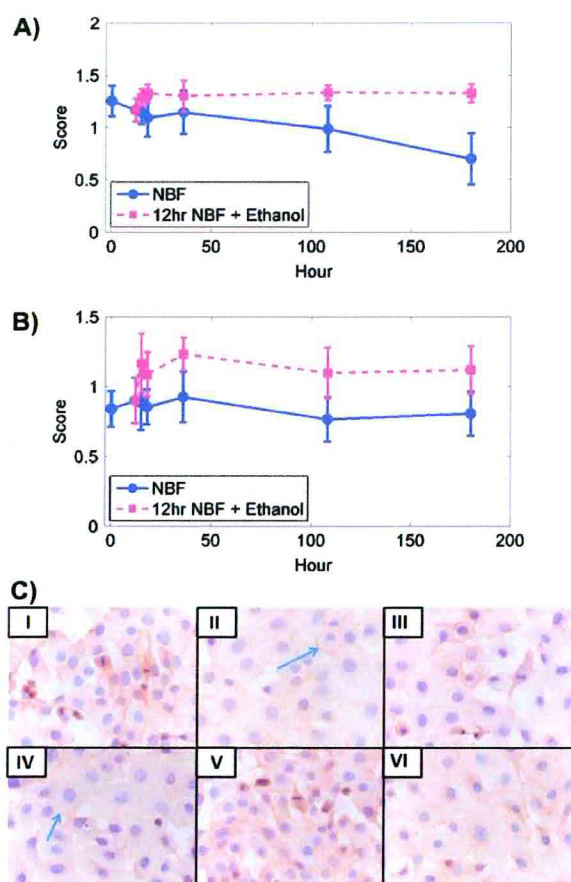 A)
2
1.5
1
0.5
0
Score
NBF
12hr NBF + Ethanol
0 50 100 150 200
Hour
B)
1.5
1
0.5
0
Score
NBF
12hr NBF + Ethanol
0 50 100 150 200
Hour
C)
I II III
IV V VI